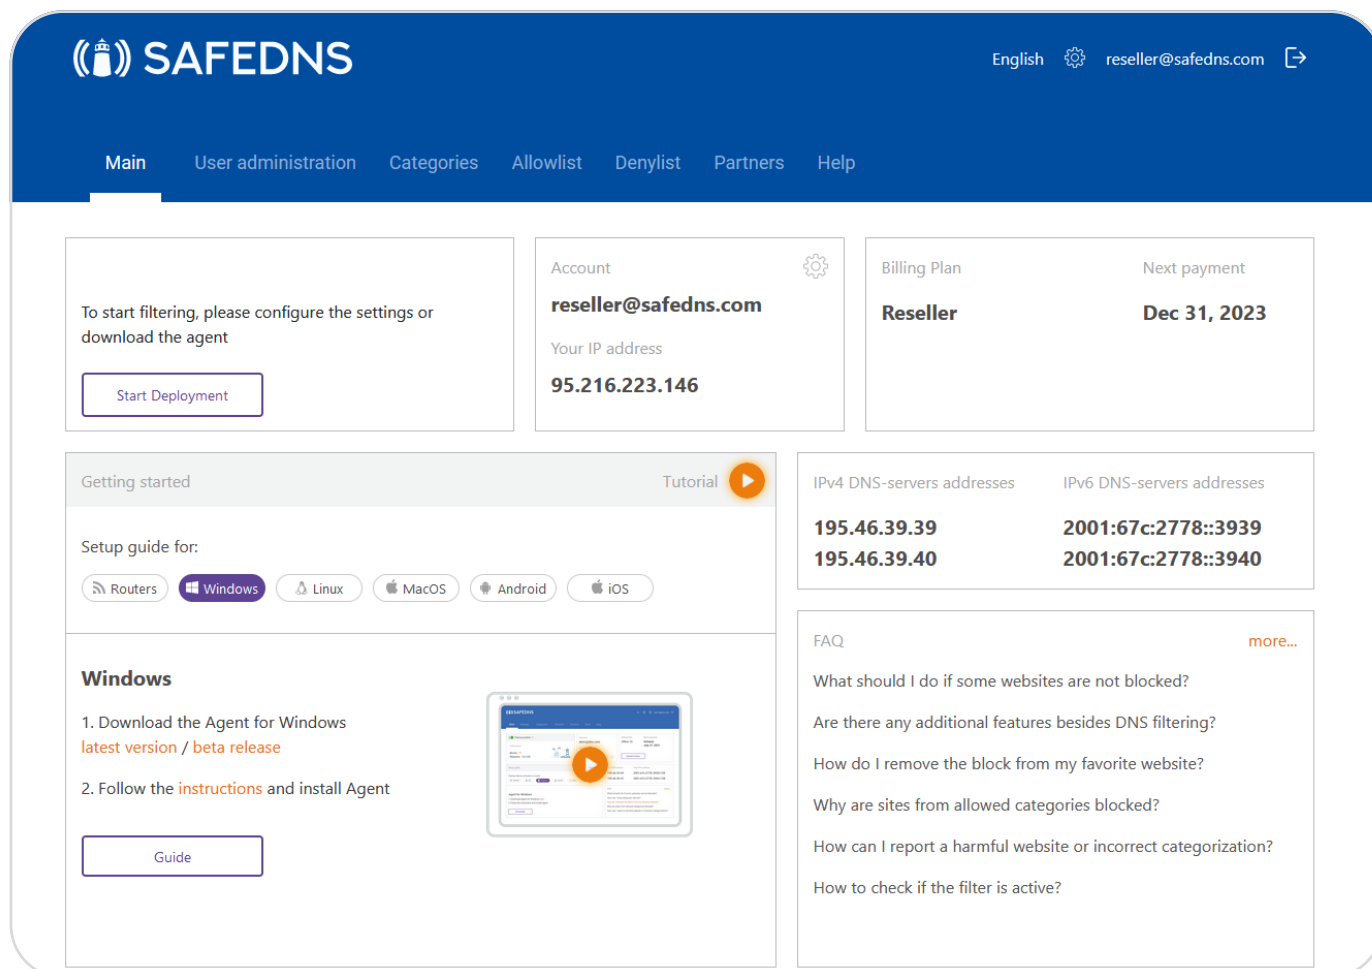 SAFEDNS
English reseller@safedns.com
Main User administration Categories Allowlist Denylist Partners Help
To start filtering, please configure the settings or
download the agent
Start Deployment
Account
reseller@safedns.com
Your IP address
95.216.223.146
Billing Plan Next payment
Reseller Dec 31, 2023
Getting started Tutorial
Setup guide for:
Routers Windows Linux MacOS Android iOS
Windows
1. Download the Agent for Windows
latest version / beta release
2. Follow the instructions and install Agent
Guide
SAFEDNS
IPv4 DNS-servers addresses IPv6 DNS-servers addresses
195.46.39.39 2001:67c:2778::3939
195.46.39.40 2001:67c:2778::3940
FAQ more...
What should I do if some websites are not blocked?
Are there any additional features besides DNS filtering?
How do I remove the block from my favorite website?
Why are sites from allowed categories blocked?
How can I report a harmful website or incorrect categorization?
How to check if the filter is active?